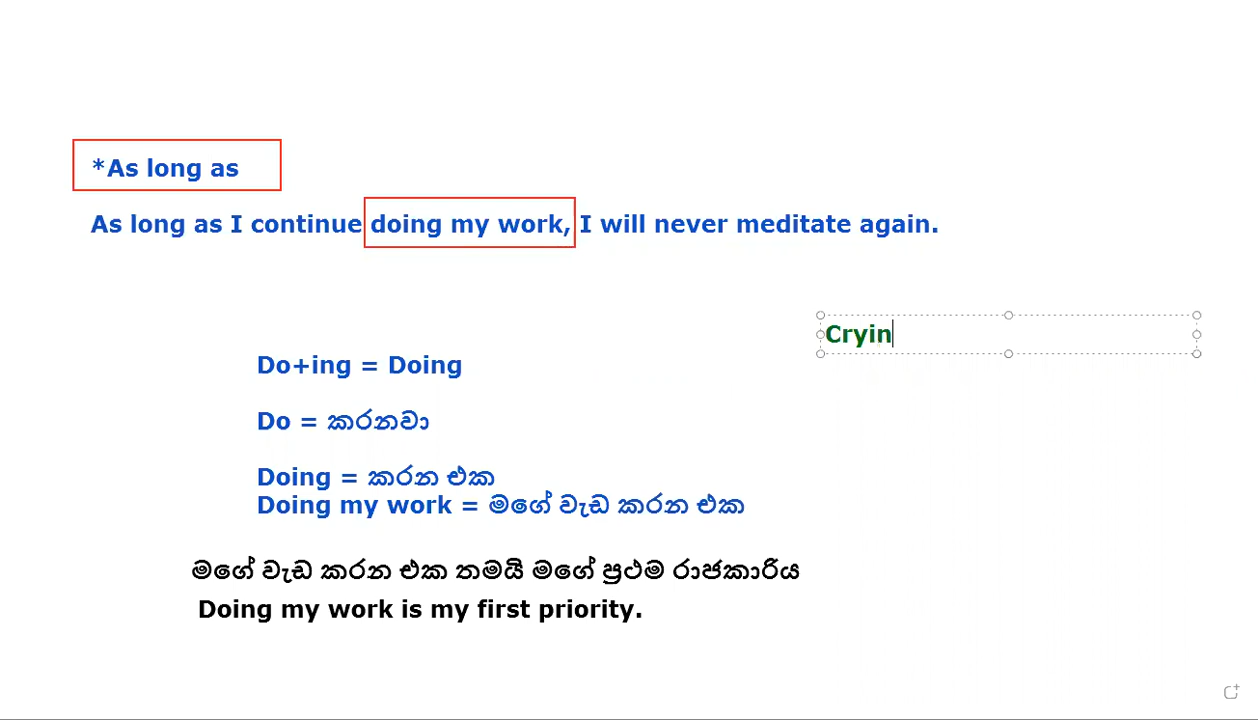 *As long as
As long as I continue doing my work, I will never meditate again.
Cryin
Do+ing = Doing
Do = කරනවා
Doing = කරන එක
Doing my work = මගේ වැඩ කරන එක
මගේ වැඩ කරන එක තමයි මගේ ප්‍රථම රාජකාරිය
Doing my work is my first priority.